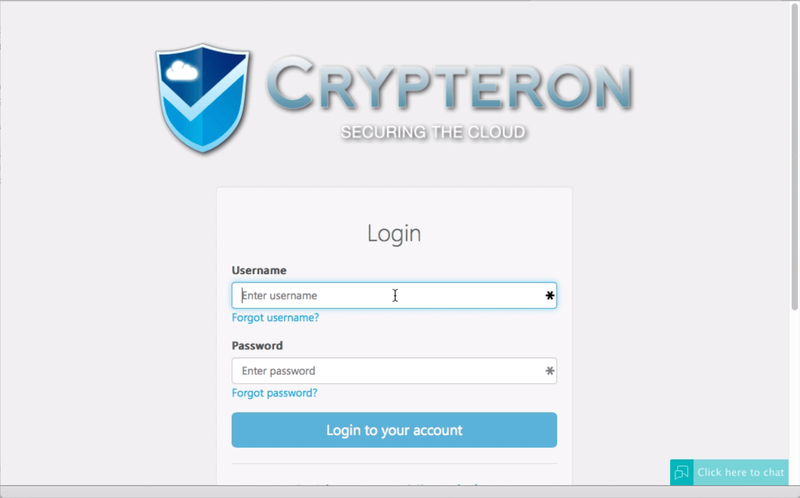 CRYPTERON
SECURING THE CLOUD
Login
Username
Enter username
Forgot username?
Password
Enter password
Forgot password?
Login to your account
Click here to chat